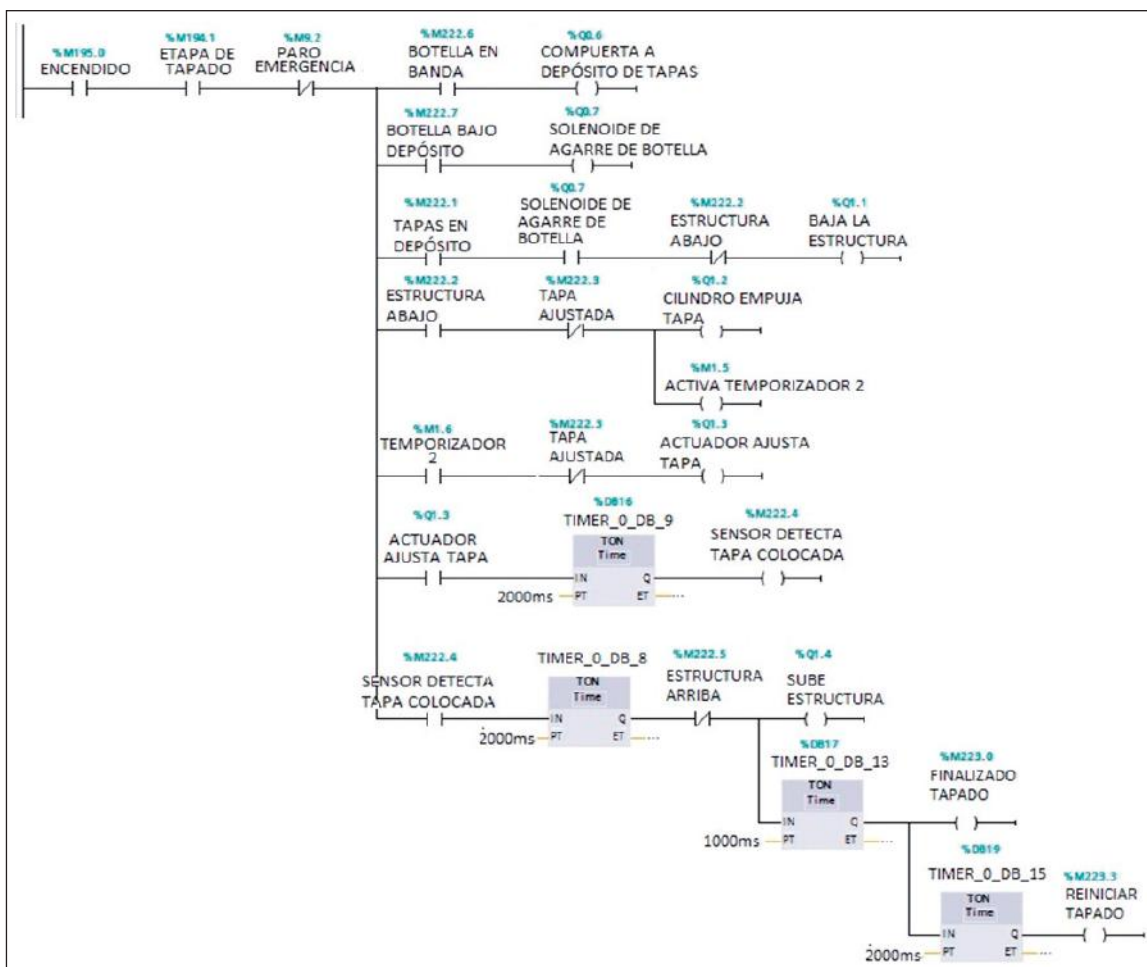 %M195.0
ENCENDIDO
%M194.1
ETAPA DE
TAPADO
%M9.2
PARO
EMERGENCIA
%M222.6
BOTELLA EN
BANDA
%Q0.6
COMPUERTA A
DEPÓSITO DE TAPAS
%M222.7
BOTELLA BAJO
DEPÓSITO
%Q0.7
SOLENOIDE DE
AGARRE DE BOTELLA
%M222.1
TAPAS EN
DEPÓSITO
%Q0.7
SOLENOIDE DE
AGARRE DE
BOTELLA
%M222.2
ESTRUCTURA
ABAJO
%Q1.1
BAJA LA
ESTRUCTURA
%M222.2
ESTRUCTURA
ABAJO
%M222.3
TAPA
AJUSTADA
%Q1.2
CILINDRO EMPUJA
TAPA
%M1.5
ACTIVA TEMPORIZADOR 2
%M1.6
TEMPORIZADOR
2
%M222.3
TAPA
AJUSTADA
%Q1.3
ACTUADOR AJUSTA
TAPA
%Q1.3
ACTUADOR
AJUSTA TAPA
%DB16
TIMER_0_DB_9
TON
Time
IN Q
2000ms PT ET ...
%M222.4
SENSOR DETECTA
TAPA COLOCADA
%M222.4
SENSOR DETECTA
TAPA COLOCADA
TIMER_0_DB_8
TON
Time
IN Q
2000ms PT ET ...
%M222.5
ESTRUCTURA
ARRIBA
%Q1.4
SUBE
ESTRUCTURA
%DB17
TIMER_0_DB_13
TON
Time
IN Q
1000ms PT ET ...
%M223.0
FINALIZADO
TAPADO
%DB19
TIMER_0_DB_15
TON
Time
IN Q
2000ms PT ET ...
%M223.3
REINICIAR
TAPADO